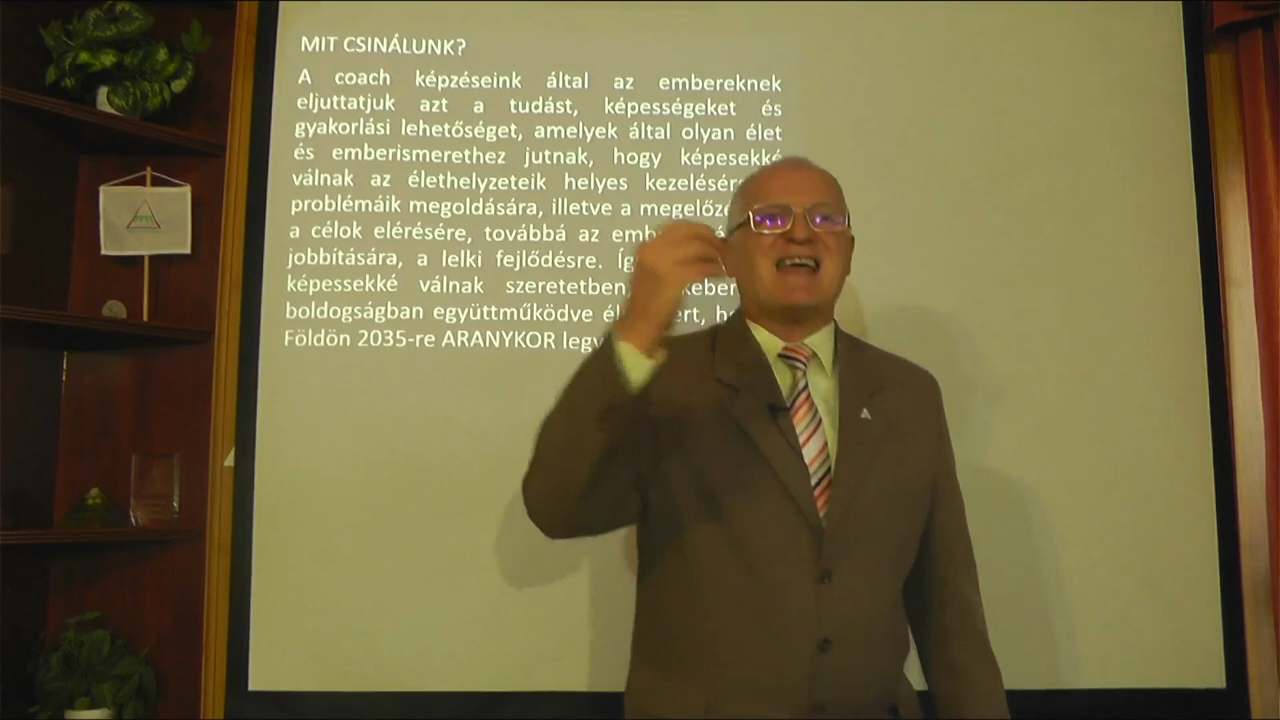 MIT CSINÁLUNK?
A coach képzéseink által az embereknek
eljuttatjuk azt a tudást, képességeket és
gyakorlási lehetőséget, amelyek által olyan élet
és emberismerethez jutnak, hogy képesekké
válnak az élethelyzeteik helyes
problémáik megoldására, illetve a
a célok elérésére, továbbá az
jobbítására, a lelki fejlődésre.
képessekké válnak szeretetben,
boldogságban együttműködve
Földön 2035-re ARANYKOR